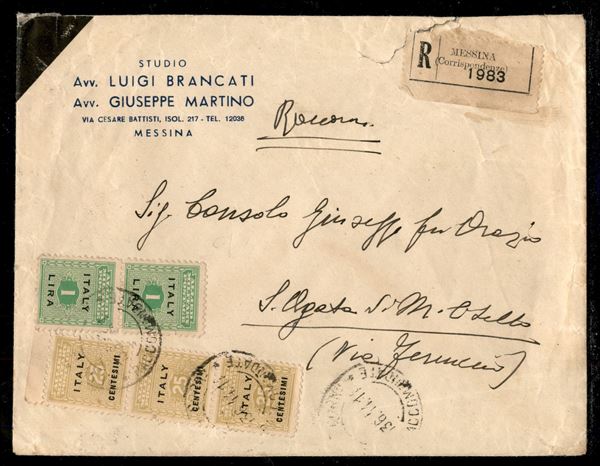 STUDIO
Avv. LUIGI BRANCATI
Avv. GIUSEPPE MARTINO
VIA CESARE BATTISTI, ISOL. 217 - TEL. 12038
MESSINA
R
MESSINA
(Corrispondenze)
1983
Sig. Consolo Giuseppe fu Orazio
S. Agata di M.
(Via
ITALY
1
LIRA
ITALY
1
LIRA
ITALY
25
CENTESIMI
ITALY
25
CENTESIMI
ITALY
CENTESIMI